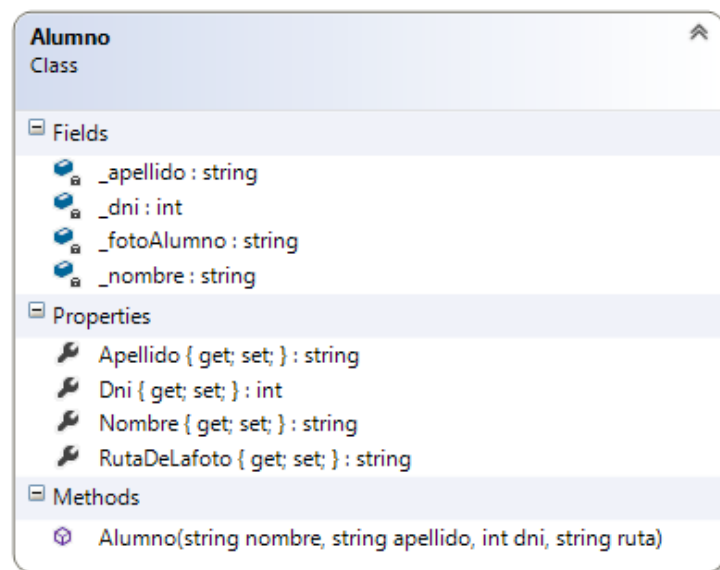 Alumno
Class
Fields
_apellido : string
_dni : int
_fotoAlumno : string
_nombre : string
Properties
Apellido { get; set; } : string
Dni { get; set; } : int
Nombre { get; set; } : string
RutaDeLafoto { get; set; } : string
Methods
Alumno(string nombre, string apellido, int dni, string ruta)